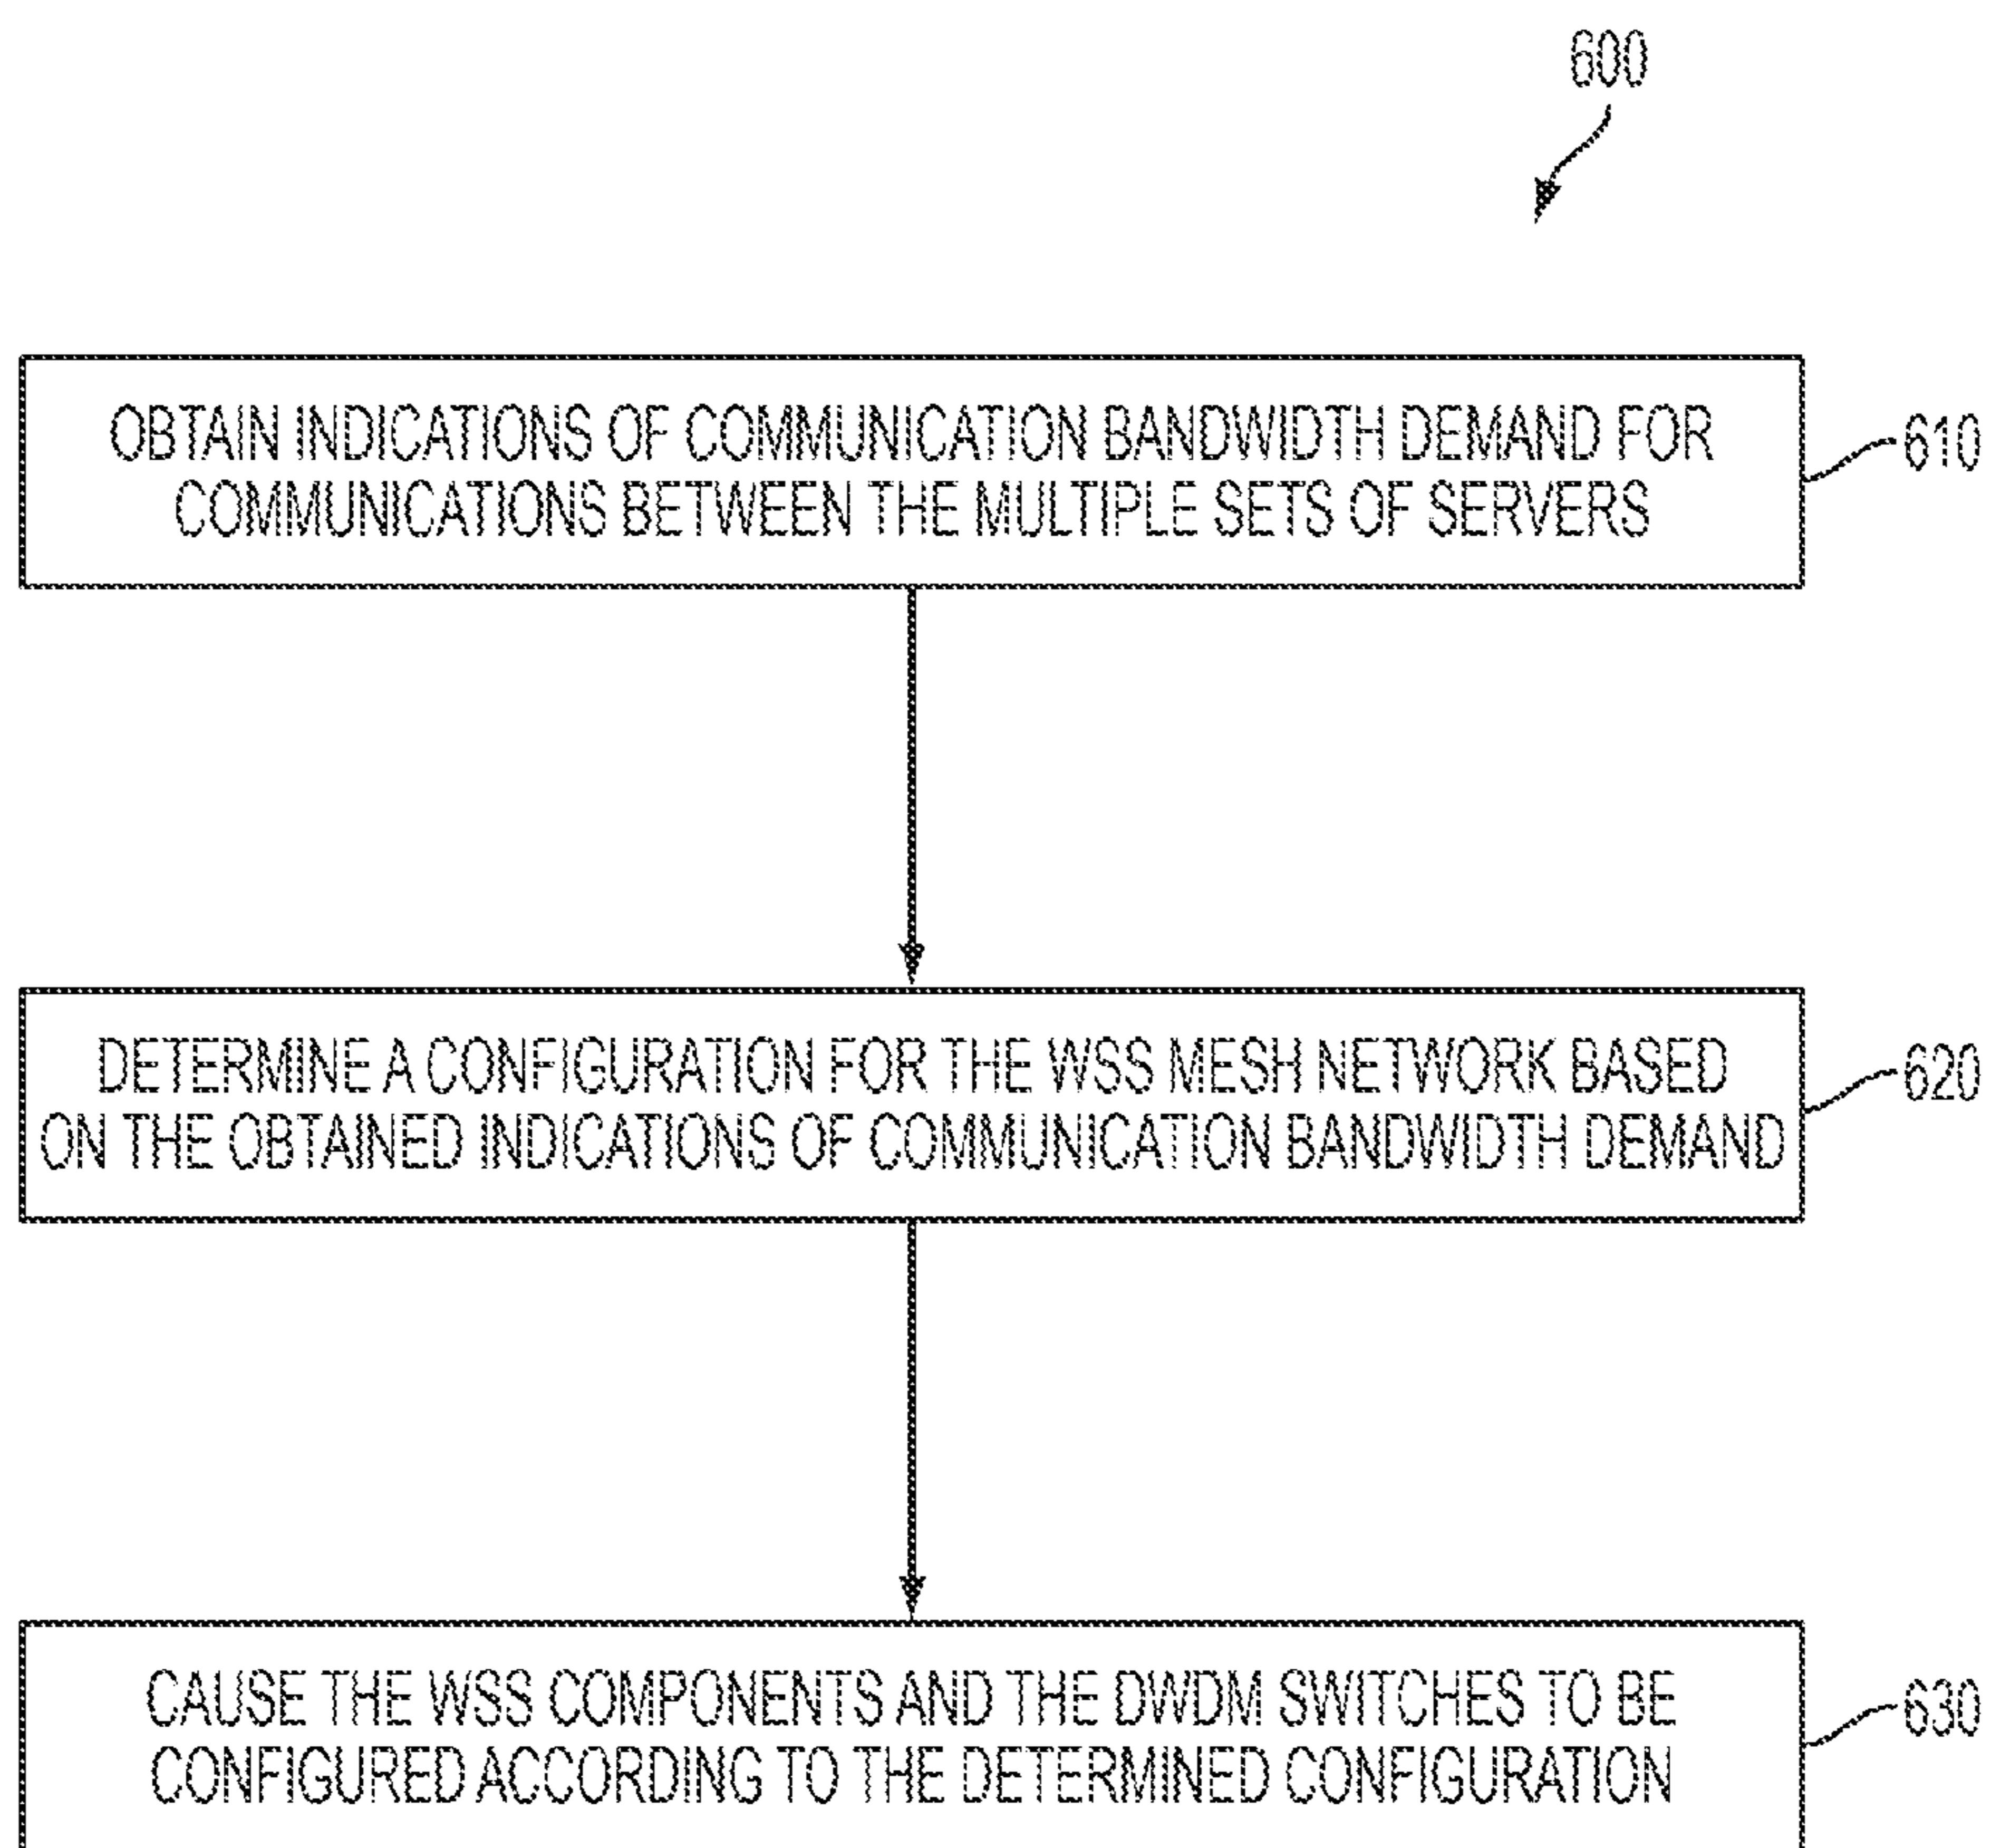 600
OBTAIN INDICATIONS OF COMMUNICATION BANDWIDTH DEMAND FOR
COMMUNICATIONS BETWEEN THE MULTIPLE SETS OF SERVERS
610
DETERMINE A CONFIGURATION FOR THE WSS MESH NETWORK BASED
ON THE OBTAINED INDICATIONS OF COMMUNICATION BANDWIDTH DEMAND
620
CAUSE THE WSS COMPONENTS AND THE DWDM SWITCHES TO BE
CONFIGURED ACCORDING TO THE DETERMINED CONFIGURATION
630